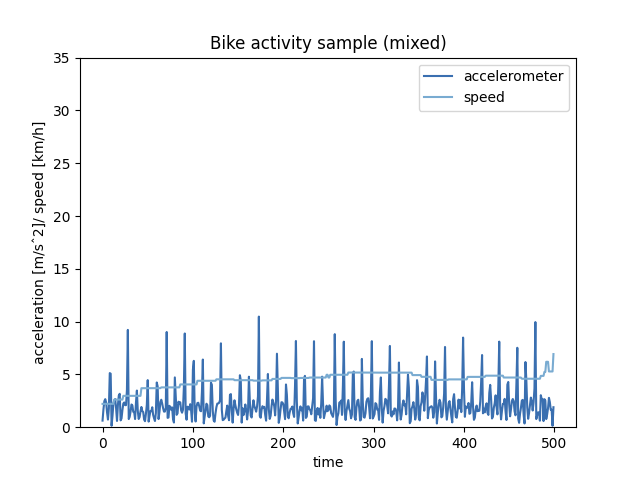 Bike activity sample (mixed)
accelerometer
speed
35
30
25
20
15
10
5
0
acceleration [m/sˆ2]/ speed [km/h]
0 100 200 300 400 500
time